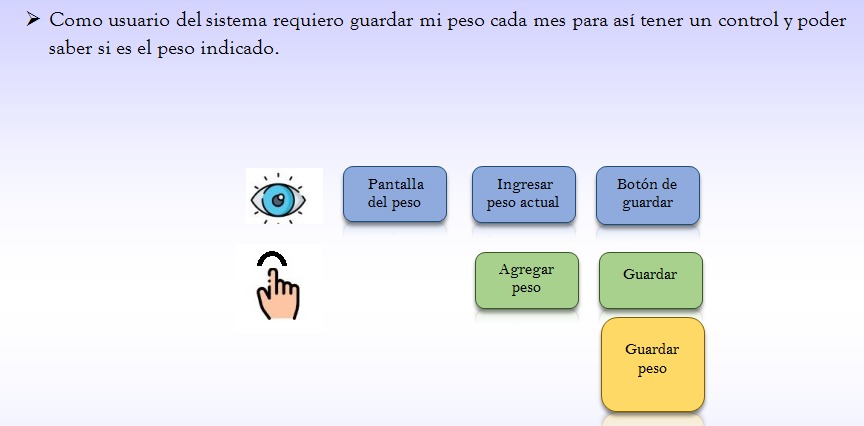 Como usuario del sistema requiero guardar mi peso cada mes para así tener un control y poder
saber si es el peso indicado.
Pantalla
del peso
Ingresar
peso actual
Botón de
guardar
Agregar
peso
Guardar
Guardar
peso